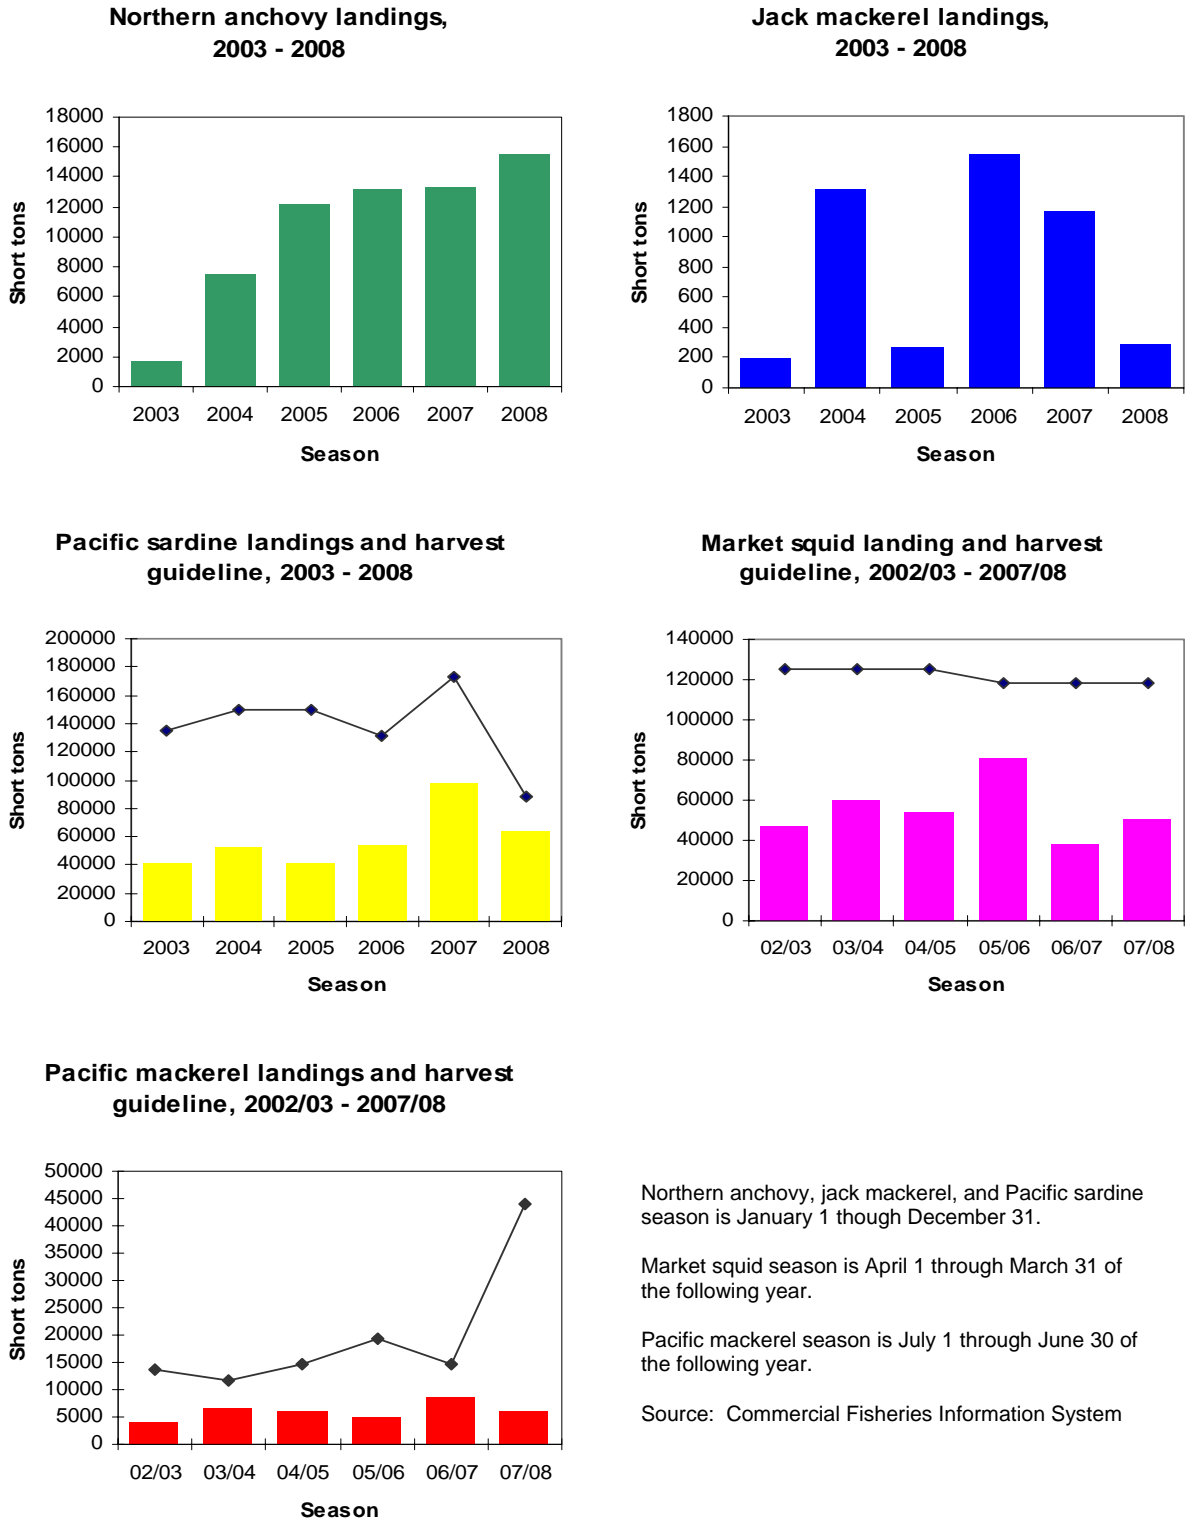 Northern anchovy landings,
2003 - 2008
18000
16000
14000
12000
10000
8000
6000
4000
2000
0
Short tons
2003 2004 2005 2006 2007 2008
Season
Jack mackerel landings,
2003 - 2008
1800
1600
1400
1200
1000
800
600
400
200
0
Short tons
2003 2004 2005 2006 2007 2008
Season
Pacific sardine landings and harvest
guideline, 2003 - 2008
200000
180000
160000
140000
120000
100000
80000
60000
40000
20000
0
Short tons
2003 2004 2005 2006 2007 2008
Season
Market squid landing and harvest
guideline, 2002/03 - 2007/08
140000
120000
100000
80000
60000
40000
20000
0
Short tons
02/03 03/04 04/05 05/06 06/07 07/08
Season
Pacific mackerel landings and harvest
guideline, 2002/03 - 2007/08
50000
45000
40000
35000
30000
25000
20000
15000
10000
5000
0
Short tons
02/03 03/04 04/05 05/06 06/07 07/08
Season
Northern anchovy, jack mackerel, and Pacific sardine
season is January 1 though December 31.
Market squid season is April 1 through March 31 of
the following year.
Pacific mackerel season is July 1 through June 30 of
the following year.
Source: Commercial Fisheries Information System